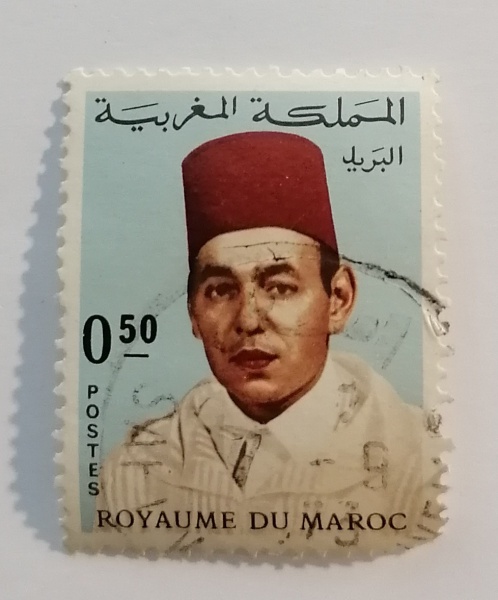 المملكة المغربية
البريد
0.50
POSTES
ROYAUME DU MAROC